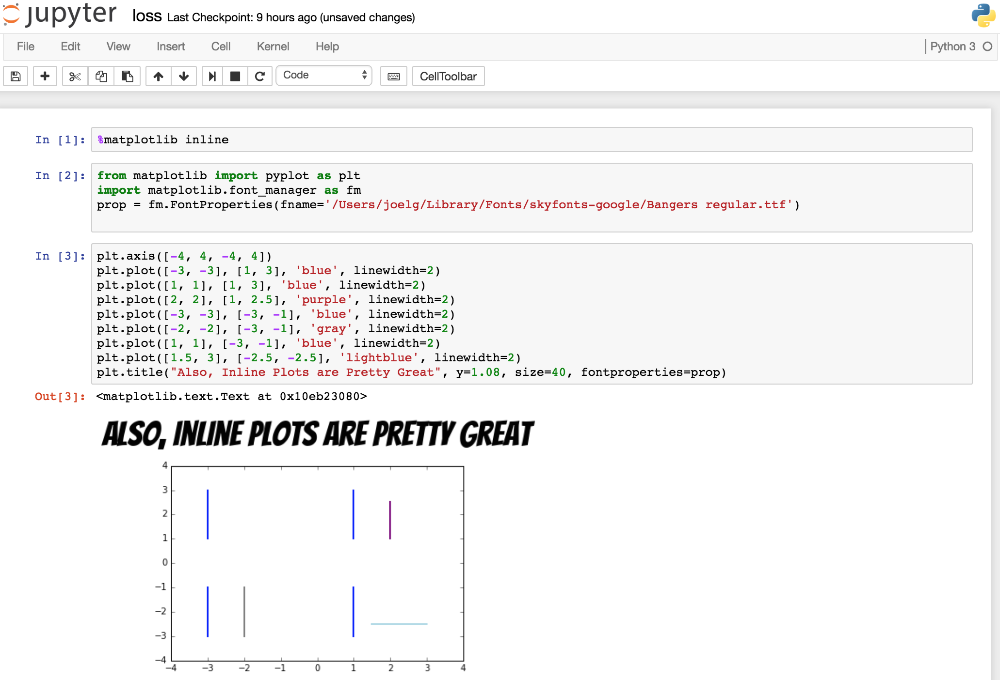 jupyter loss Last Checkpoint: 9 hours ago (unsaved changes)
File Edit View Insert Cell Kernel Help Python 3
Code CellToolbar
In [1]: %matplotlib inline
In [2]: from matplotlib import pyplot as plt
import matplotlib.font_manager as fm
prop = fm.FontProperties(fname='/Users/joelg/Library/Fonts/skyfonts-google/Bangers regular.ttf')
In [3]: plt.axis([-4, 4, -4, 4])
plt.plot([-3, -3], [1, 3], 'blue', linewidth=2)
plt.plot([1, 1], [1, 3], 'blue', linewidth=2)
plt.plot([2, 2], [1, 2.5], 'purple', linewidth=2)
plt.plot([-3, -3], [-3, -1], 'blue', linewidth=2)
plt.plot([-2, -2], [-3, -1], 'gray', linewidth=2)
plt.plot([1, 1], [-3, -1], 'blue', linewidth=2)
plt.plot([1.5, 3], [-2.5, -2.5], 'lightblue', linewidth=2)
plt.title("Also, Inline Plots are Pretty Great", y=1.08, size=40, fontproperties=prop)
Out[3]: <matplotlib.text.Text at 0x10eb23080>
ALSO, INLINE PLOTS ARE PRETTY GREAT
4
3
2
1
0
−1
−2
−3
−4
−4 −3 −2 −1 0 1 2 3 4